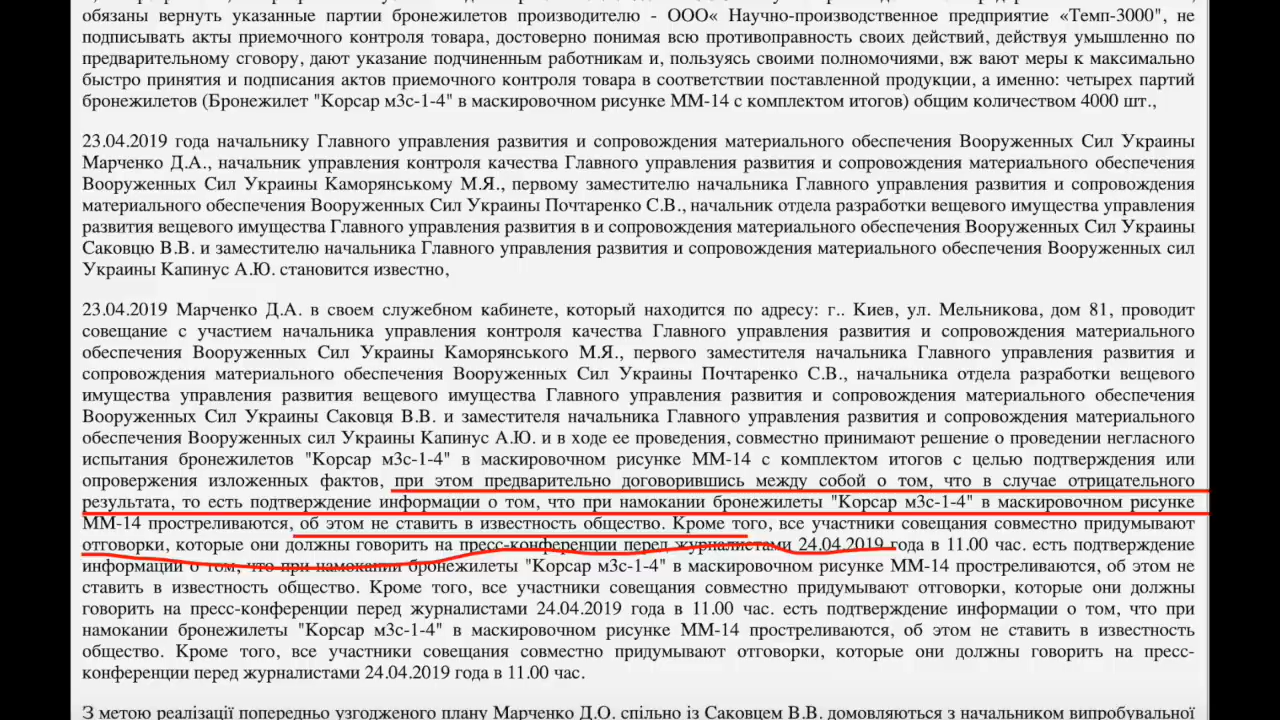 обязаны вернуть указанные партии бронежилетов производителю - ООО« Научно-производственное предприятие «Темп-3000", не
подписывать акты приемочного контроля товара, достоверно понимая всю противоправность своих действий, действуя умышленно по
предварительному сговору, дают указание подчиненным работникам и, пользуясь своими полномочиями, вж вают меры к максимально
быстро принятия и подписания актов приемочного контроля товара в соответствии поставленной продукции, а именно: четырех партий
бронежилетов (Бронежилет "Корсар м3с-1-4" в маскировочном рисунке ММ-14 с комплектом итогов) общим количеством 4000 шт.,
23.04.2019 года начальнику Главного управления развития и сопровождения материального обеспечения Вооруженных Сил Украины
Марченко Д.А., начальник управления контроля качества Главного управления развития и сопровождения материального обеспечения
Вооруженных Сил Украины Каморянському М.Я., первому заместителю начальника Главного управления развития и сопровождения
материального обеспечения Вооруженных Сил Украины Почтаренко С.В., начальник отдела разработки вещевого имущества управления
развития вещевого имущества Главного управления развития в и сопровождения материального обеспечения Вооруженных Сил Украины
Саковцю В.В. и заместителю начальника Главного управления развития и сопровождения материального обеспечения Вооруженных сил
Украины Капинус А.Ю. становится известно,
23.04.2019 Марченко Д.А. в своем служебном кабинете, который находится по адресу: г.. Киев, ул. Мельникова, дом 81, проводит
совещание с участием начальника управления контроля качества Главного управления развития и сопровождения материального
обеспечения Вооруженных Сил Украины Каморянського М.Я., первого заместителя начальника Главного управления развития и
сопровождения материального обеспечения Вооруженных Сил Украины Почтаренко С.В., начальника отдела разработки вещевого
имущества управления развития вещевого имущества Главного управления развития и сопровождения материального обеспечения
Вооруженных Сил Украины Саковця В.В. и заместителя начальника Главного управления развития и сопровождения материального
обеспечения Вооруженных сил Украины Капинус А.Ю. и в ходе ее проведения, совместно принимают решение о проведении негласного
испытания бронежилетов "Корсар м3с-1-4" в маскировочном рисунке ММ-14 с комплектом итогов с целью подтверждения или
опровержения изложенных фактов, при этом предварительно договорившись между собой о том, что в случае отрицательного
результата, то есть подтверждение информации о том, что при намокании бронежилеты "Корсар м3с-1-4" в маскировочном рисунке
ММ-14 простреливаются, об этом не ставить в известность общество. Кроме того, все участники совещания совместно придумывают
отговорки, которые они должны говорить на пресс-конференции перед журналистами 24.04.2019 года в 11.00 час. есть подтверждение
информации о том, что при намокании бронежилеты "Корсар м3с-1-4" в маскировочном рисунке ММ-14 простреливаются, об этом не
ставить в известность общество. Кроме того, все участники совещания совместно придумывают отговорки, которые они должны
говорить на пресс-конференции перед журналистами 24.04.2019 года в 11.00 час. есть подтверждение информации о том, что при
намокании бронежилеты "Корсар м3с-1-4" в маскировочном рисунке ММ-14 простреливаются, об этом не ставить в известность
общество. Кроме того, все участники совещания совместно придумывают отговорки, которые они должны говорить на пресс-
конференции перед журналистами 24.04.2019 года в 11.00 час.
З метою реалізації попередньо узгодженого плану Марченко Д.О. спільно із Саковцем В.В. домовляються з начальником випробувальної